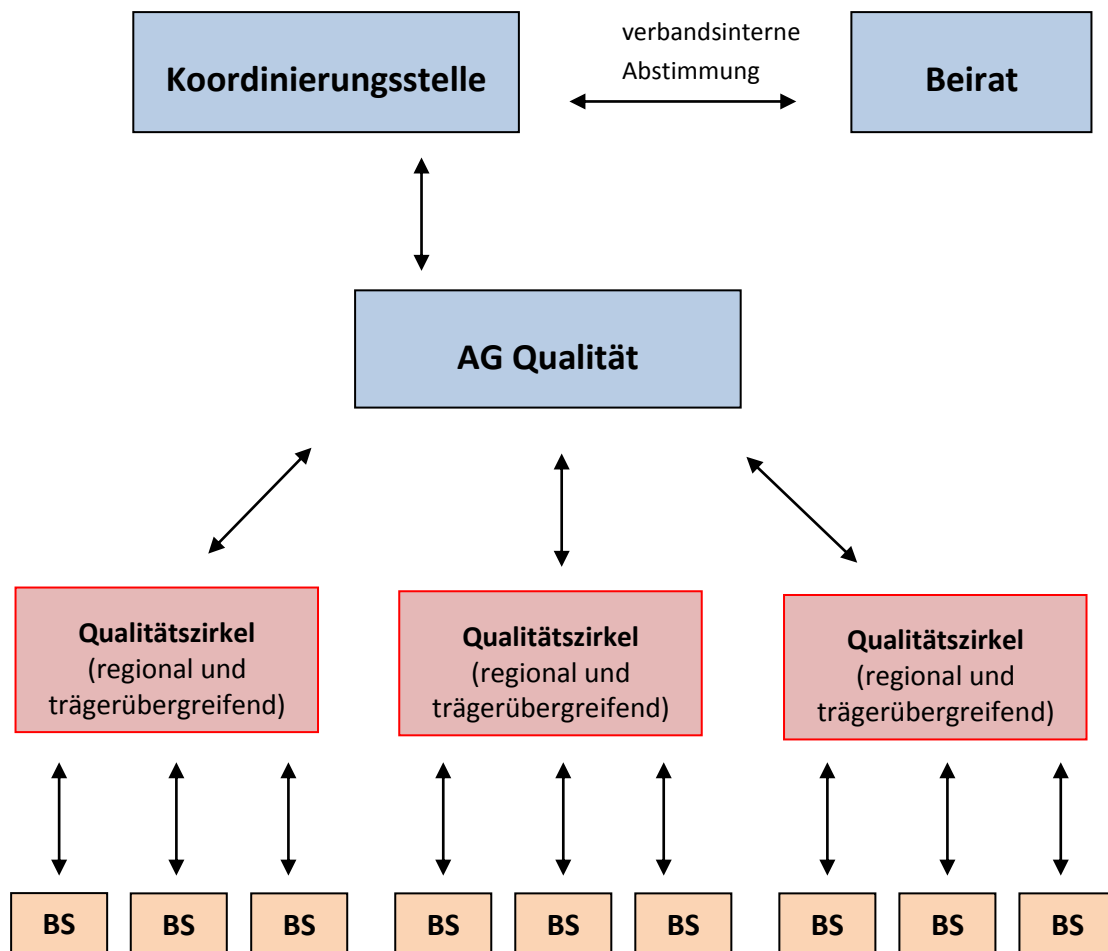 verbandsinterne
Abstimmung
Koordinierungsstelle
Beirat
AG Qualität
Qualitätszirkel
(regional und
trägerübergreifend)
Qualitätszirkel
(regional und
trägerübergreifend)
Qualitätszirkel
(regional und
trägerübergreifend)
BS
BS
BS
BS
BS
BS
BS
BS
BS